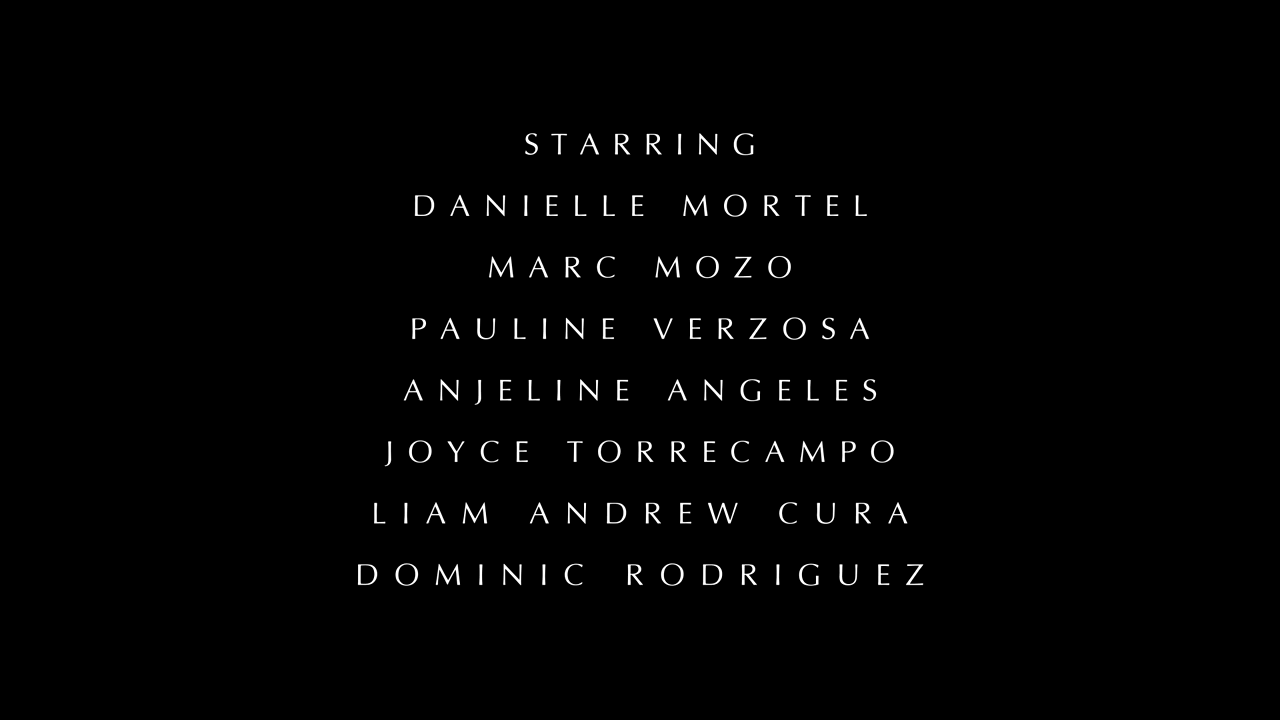 STARRING
DANIELLE MORTEL
MARC MOZO
PAULINE VERZOSA
ANJELINE ANGELES
JOYCE TORRECAMPO
LIAM ANDREW CURA
DOMINIC RODRIGUEZ